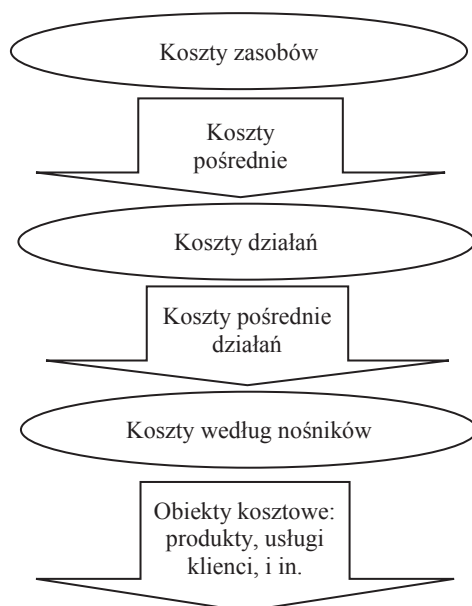 Koszty zasobów
Koszty
pośrednie
Koszty działań
Koszty pośrednie
działań
Koszty według nośników
Obiekty kosztowe:
produkty, usługi
klienci, i in.